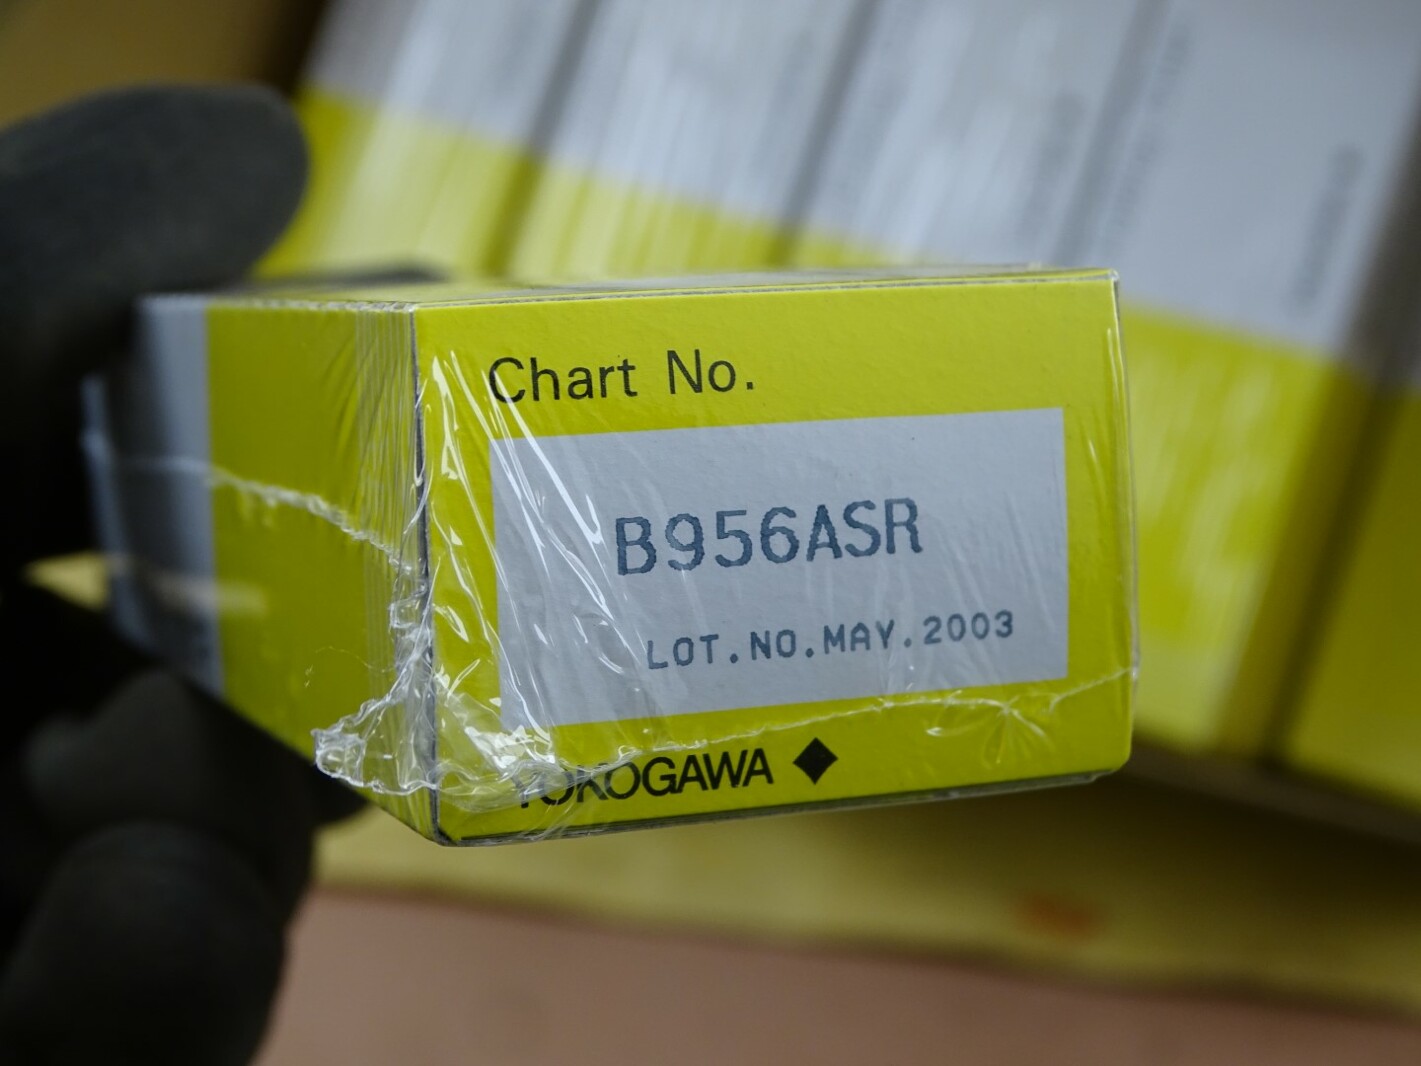 Chart No.
B956ASR
LOT.NO.MAY.2003
YOKOGAWA